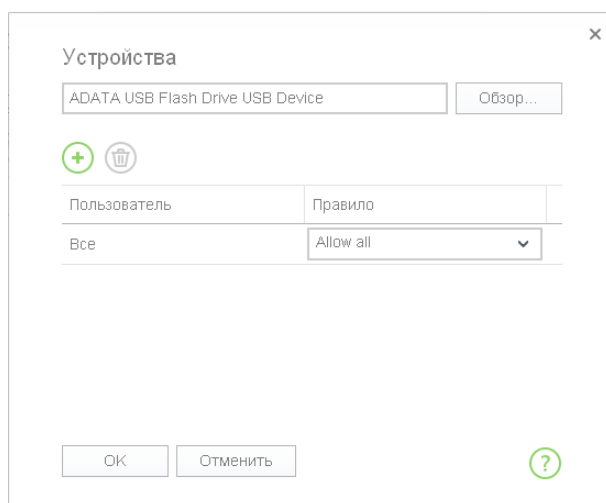 Устройства
ADATA USB Flash Drive USB Device
Обзор...
Пользователь
Правило
Все
Allow all
OK
Отменить
?